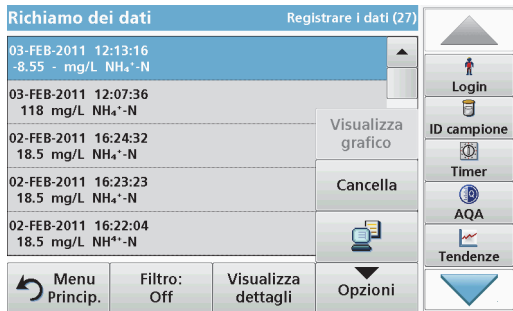 Richiamo dei dati
Registrare i dati (27)
03-FEB-2011 12:13:16
-8.55 - mg/L NH₄⁺-N
03-FEB-2011 12:07:36
118 mg/L NH₄⁺-N
02-FEB-2011 16:24:32
18.5 mg/L NH₄⁺-N
02-FEB-2011 16:23:23
18.5 mg/L NH₄⁺-N
02-FEB-2011 16:22:04
18.5 mg/L NH⁴⁺-N
Visualizza
grafico
Cancella
Menu
Princip.
Filtro:
Off
Visualizza
dettagli
Opzioni
Login
ID campione
Timer
AQA
Tendenze